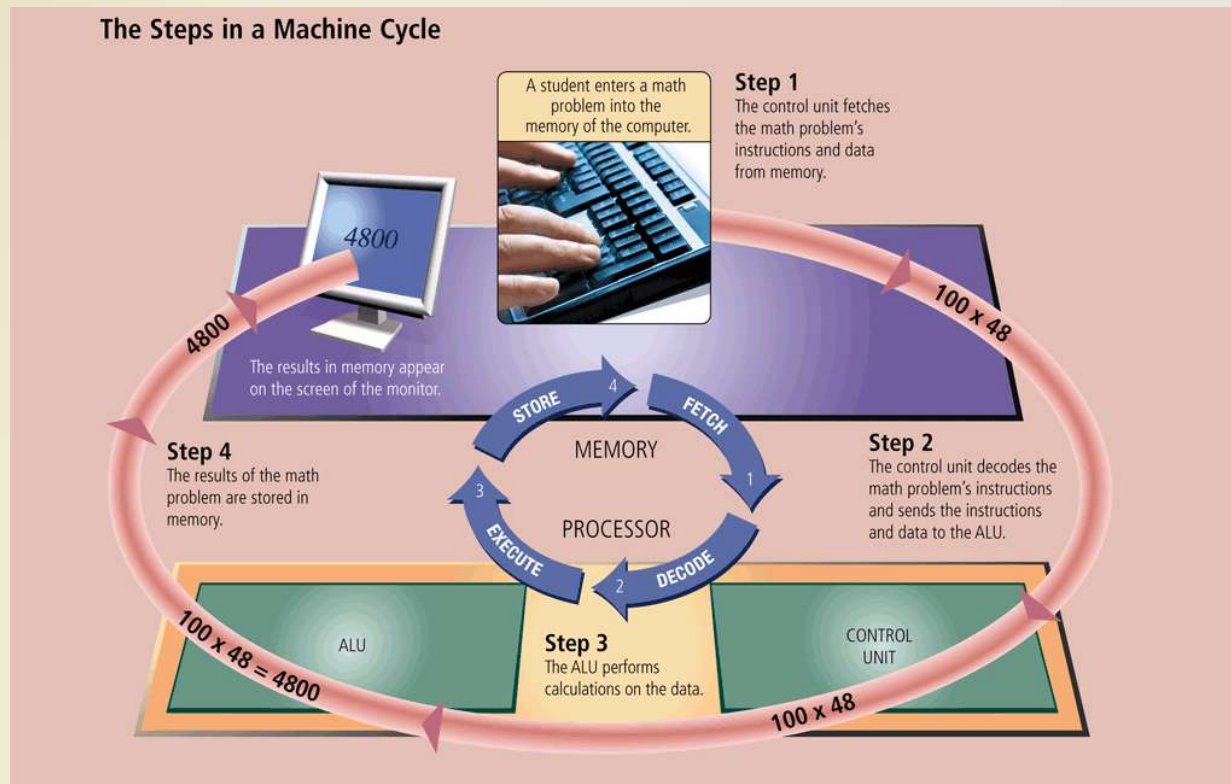 The Steps in a Machine Cycle
A student enters a math
problem into the
memory of the computer.
Step 1
The control unit fetches
the math problem's
instructions and data
from memory.
4800
100 x 48
4800
The results in memory appear
on the screen of the monitor.
STORE
4
FETCH
1
MEMORY
Step 2
The control unit decodes the
math problem's instructions
and sends the instructions
and data to the ALU.
Step 4
The results of the math
problem are stored in
memory.
3
EXECUTE
PROCESSOR
DECODE
2
ALU
Step 3
The ALU performs
calculations on the data.
CONTROL
UNIT
100 x 48 = 4800
100 x 48